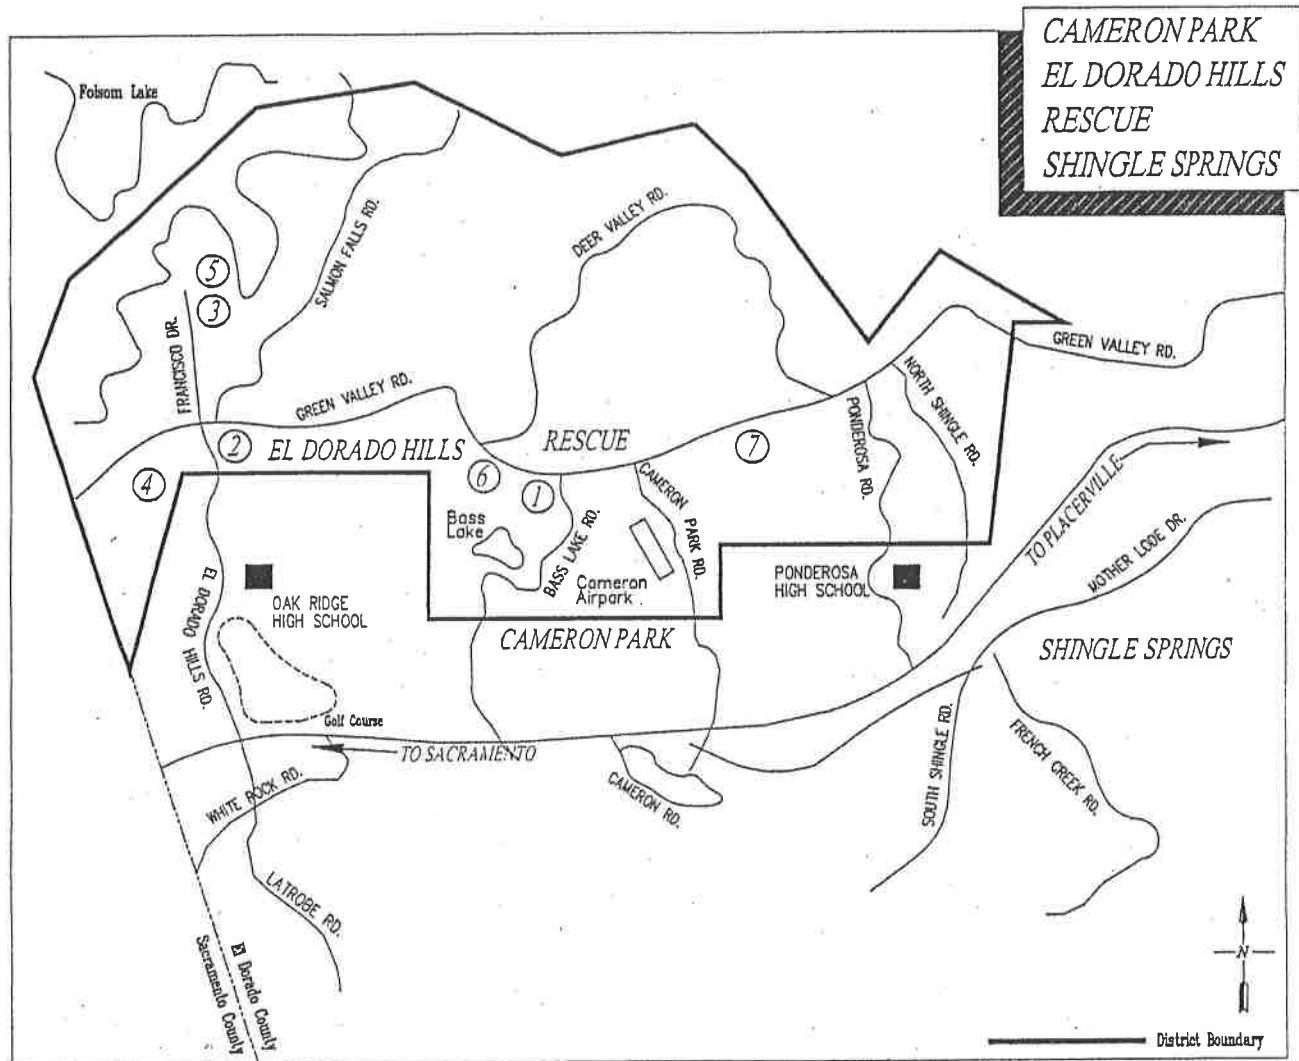 CAMERON PARK
EL DORADO HILLS
RESCUE
SHINGLE SPRINGS
Folsom Lake
SALMON FALLS RD.
DEER VALLEY RD.
5
3
FRANCISCO DR.
GREEN VALLEY RD.
GREEN VALLEY RD.
NORTH SHINGLE RD.
PONDEROSA RD.
2
EL DORADO HILLS
RESCUE
7
4
6
1
CAMERON
PARK RD.
Bass
Lake
BASS LAKE RD.
TO PLACERVILLE
MOTHER LODE DR.
Cameron
Airpark
PONDEROSA
HIGH SCHOOL
OAK RIDGE
HIGH SCHOOL
EL DORADO HILLS RD.
CAMERON PARK
SHINGLE SPRINGS
Golf Course
TO SACRAMENTO
WHITE ROCK RD.
CAMERON RD.
SOUTH SHINGLE RD.
FRENCH CREEK RD.
LATROBE RD.
El Dorado County
Sacramento County
N
District Boundary